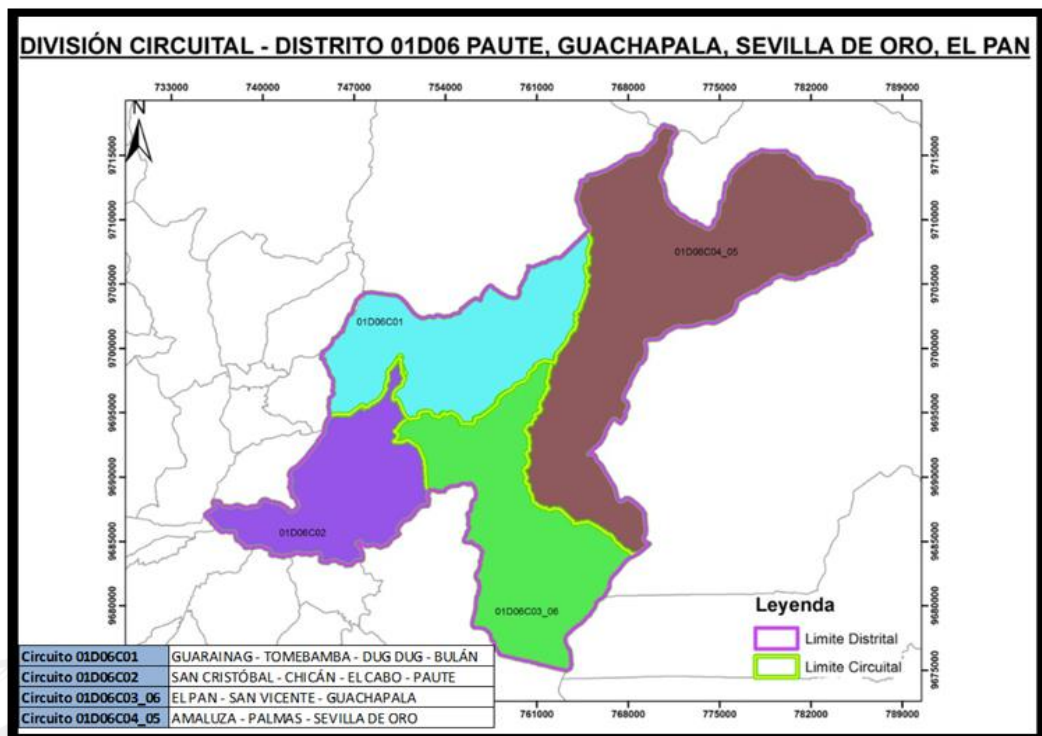 DIVISIÓN CIRCUITAL - DISTRITO 01D06 PAUTE, GUACHAPALA, SEVILLA DE ORO, EL PAN
733000 740000 747000 754000 761000 768000 775000 782000 789000
N
9715000 9715000
9710000 9710000
01D06C04_05
9705000 9705000
01D06C01
9700000 9700000
9695000 9695000
9690000 9690000
01D06C02
9685000 9685000
01D06C03_06
9680000 9680000
Leyenda
Limite Distrital
Limite Circuital
9675000
Circuito 01D06C01 GUARAINAG - TOMEBAMBA - DUG DUG - BULÁN
Circuito 01D06C02 SAN CRISTÓBAL - CHICÁN - EL CABO - PAUTE
Circuito 01D06C03_06 EL PAN - SAN VICENTE - GUACHAPALA
Circuito 01D06C04_05 AMALUZA - PALMAS - SEVILLA DE ORO
761000 768000 775000 782000 789000